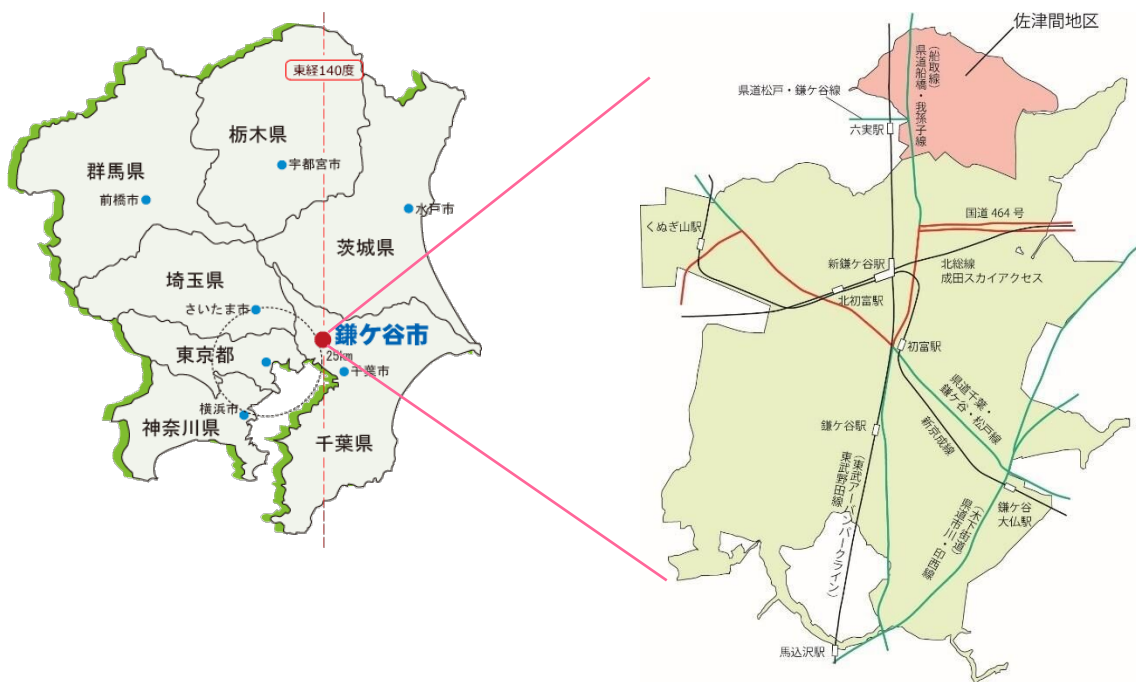 東経140度
栃木県
宇都宮市
群馬県
前橋市
水戸市
茨城県
埼玉県
さいたま市
鎌ケ谷市
25km
東京都
千葉市
横浜市
神奈川県
千葉県
佐津間地区
県道松戸・鎌ケ谷線
六実駅
(船取線)
県道船橋・我孫子線
国道 464 号
くぬぎ山駅
新鎌ケ谷駅
北総線
成田スカイアクセス
北初富駅
初富駅
県道千葉・
鎌ケ谷・松戸線
新京成線
鎌ケ谷駅
(東武アーバンパークライン)
東武野田線
鎌ケ谷
大仏駅
(木下街道)
県道市川・印西線
馬込沢駅